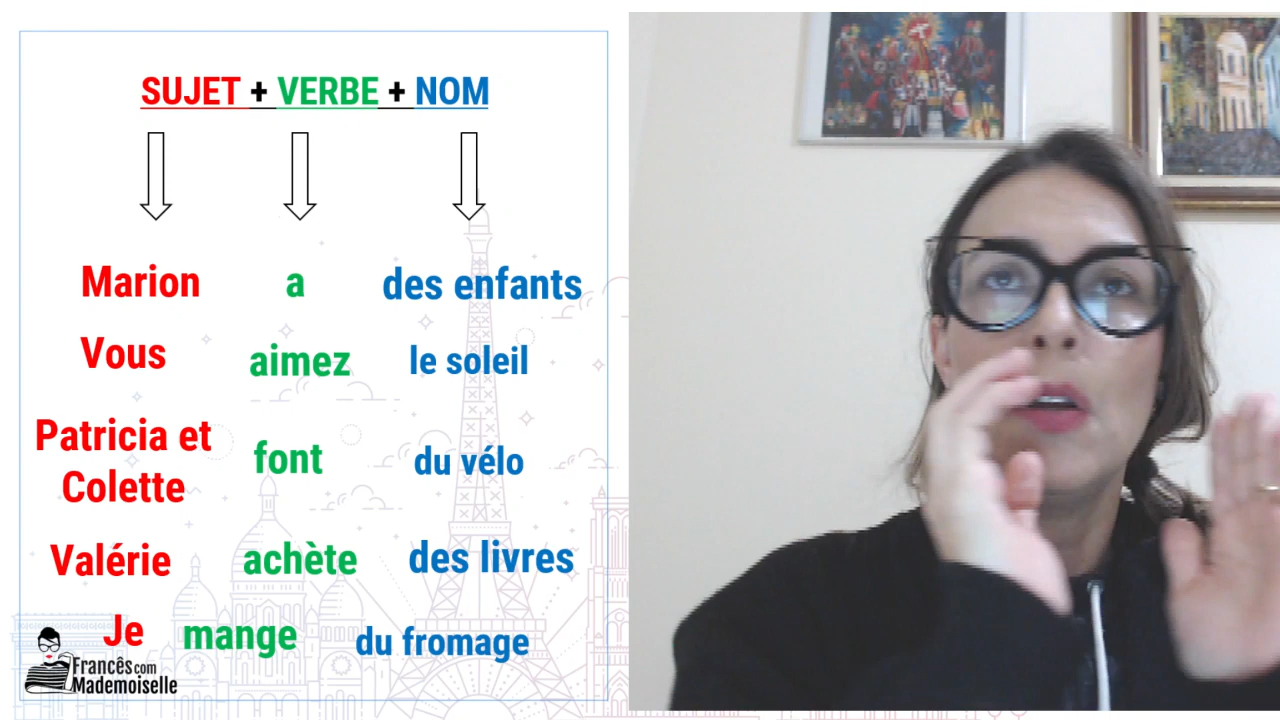 SUJET + VERBE + NOM
Marion a des enfants
Vous aimez le soleil
Patricia et
Colette
font du vélo
Valérie achète des livres
Je mange du fromage
Francês com
Mademoiselle